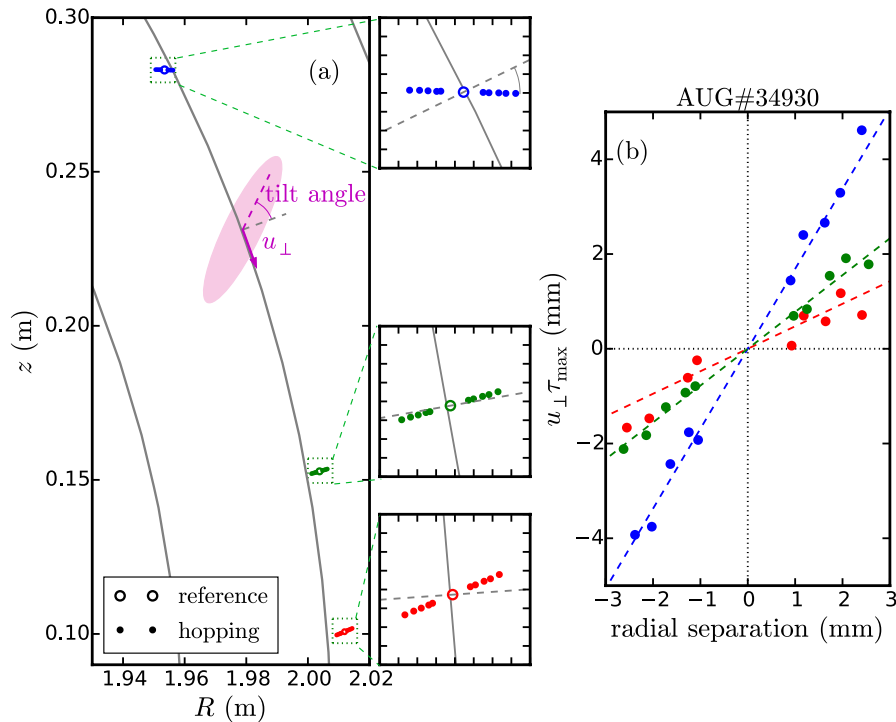 0.30
0.25
0.20
0.15
0.10
z (m)
1.94 1.96 1.98 2.00 2.02
R (m)
(a)
tilt angle
u⊥
reference
hopping
AUG#34930
(b)
4
2
0
−2
−4
u⊥τmax (mm)
−3 −2 −1 0 1 2 3
radial separation (mm)